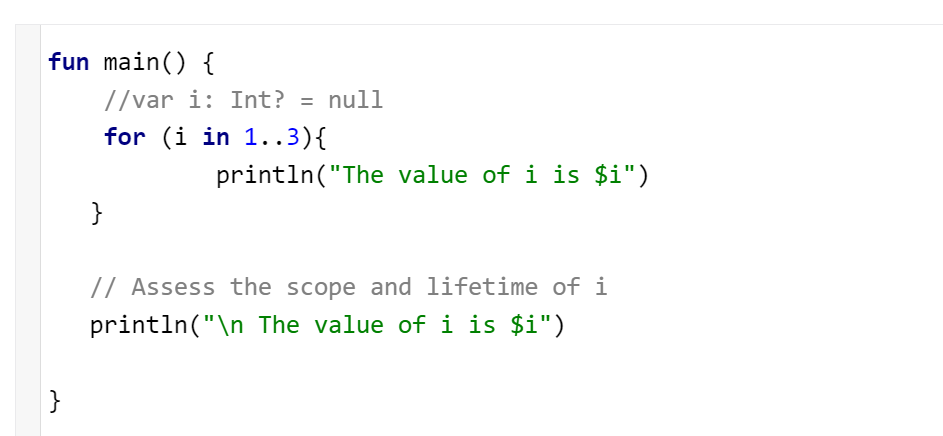 fun main() {
    //var i: Int? = null
    for (i in 1..3){
            println("The value of i is $i")
   }
   // Assess the scope and lifetime of i
   println("\n The value of i is $i")
}